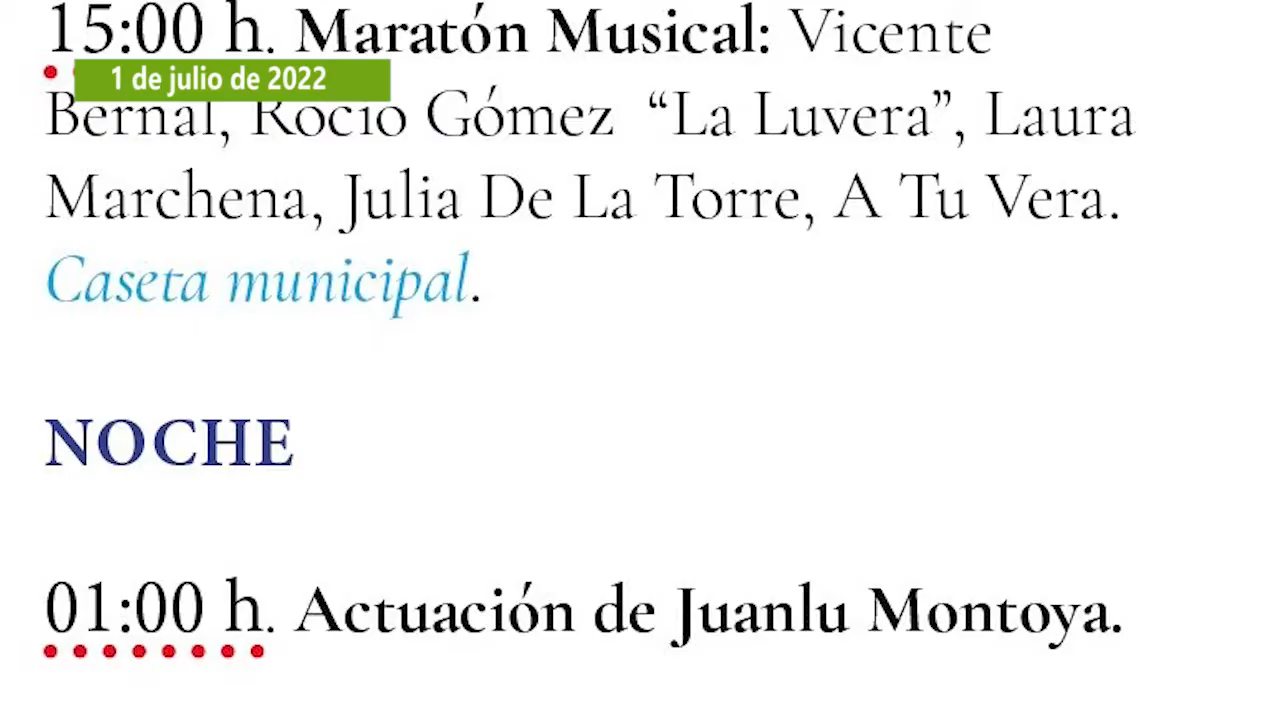 15:00 h. Maratón Musical: Vicente
1 de julio de 2022
Bernal, Rocío Gómez “La Luvera”, Laura
Marchena, Julia De La Torre, A Tu Vera.
Caseta municipal.
NOCHE
01:00 h. Actuación de Juanlu Montoya.